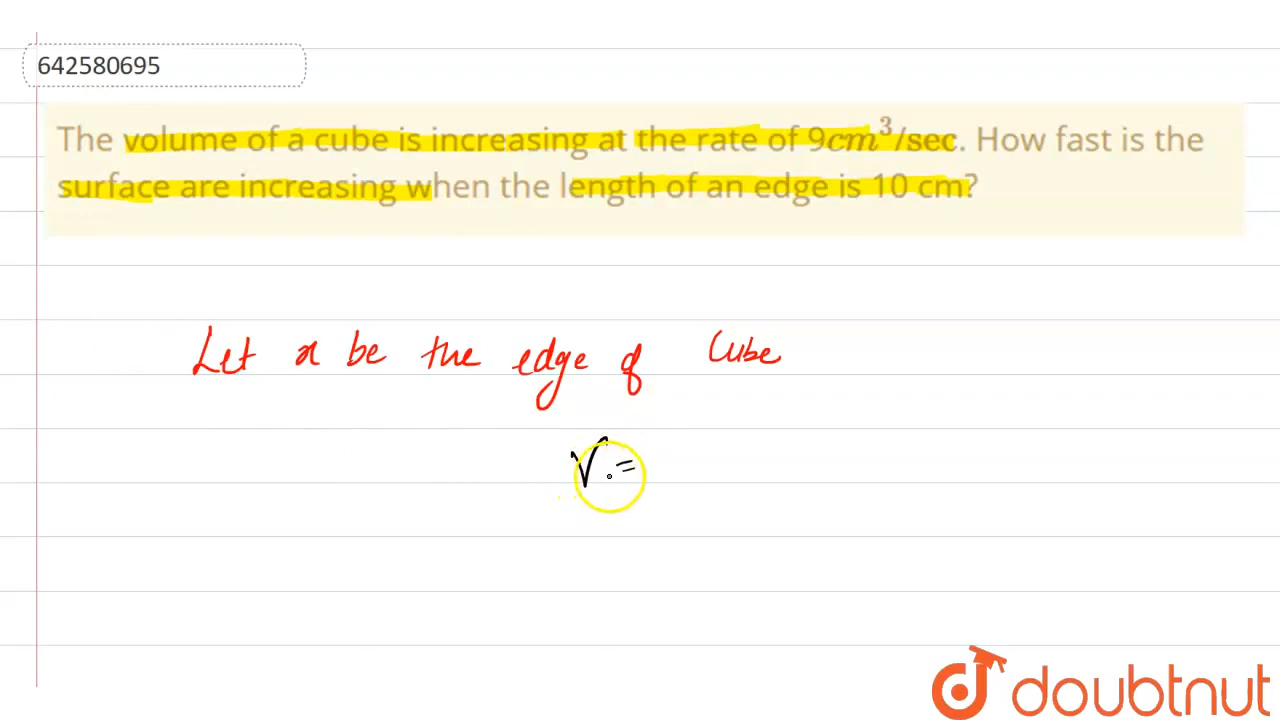 642580695
The volume of a cube is increasing at the rate of 9cm³/sec. How fast is the
surface are increasing when the length of an edge is 10 cm?
Let x be the edge of Cube
V =
doubtnut